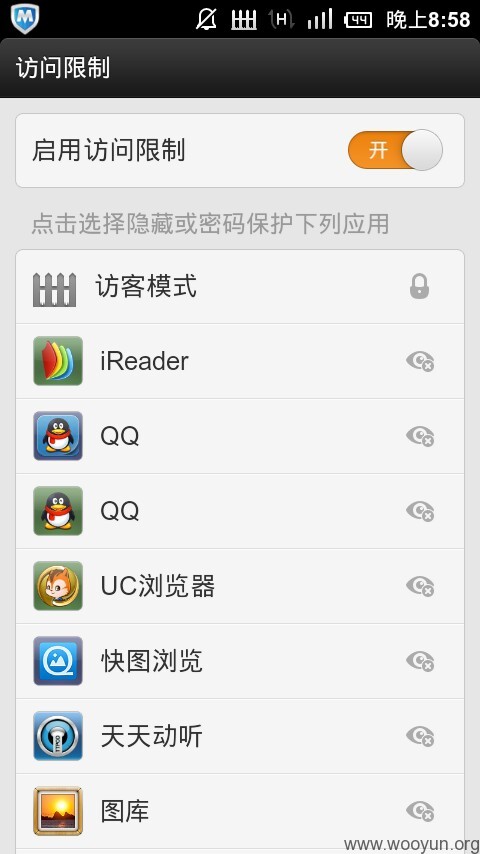 晚上8:58
44
H
访问限制
启用访问限制
开
点击选择隐藏或密码保护下列应用
访客模式
iReader
QQ
QQ
UC浏览器
快图浏览
天天动听
图库
www.wooyun.org